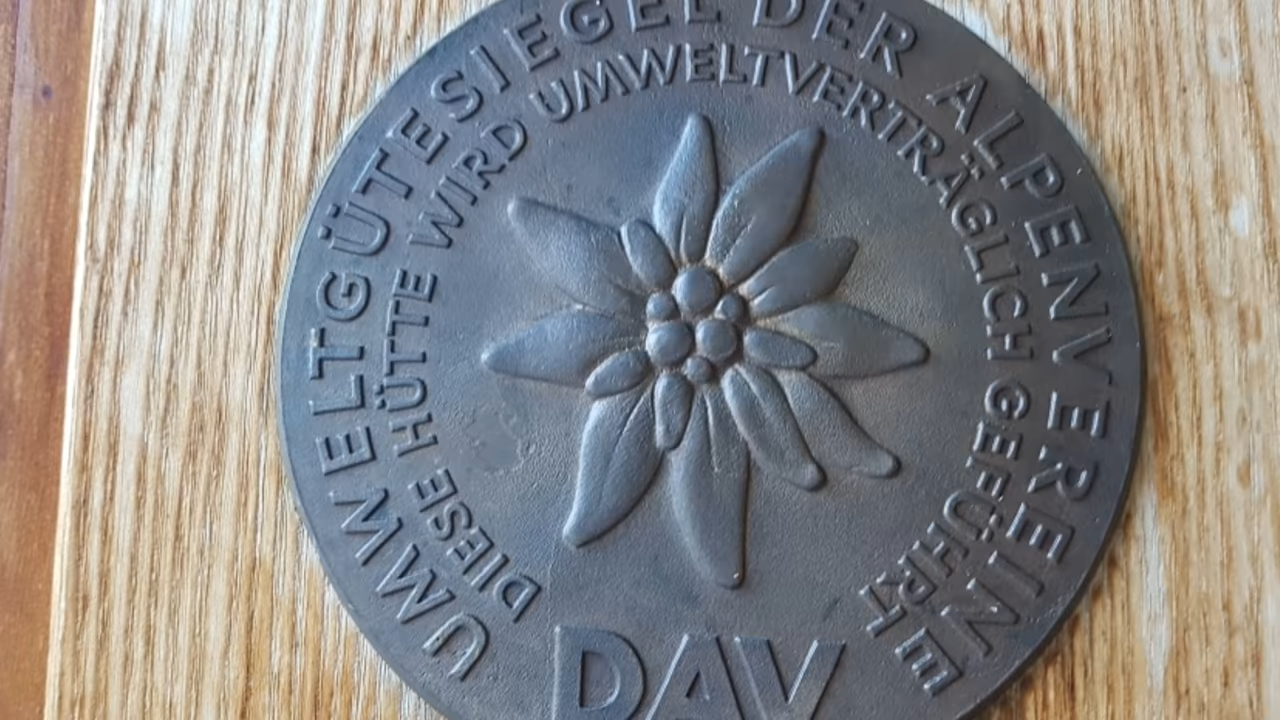 UMWELTGÜTESIEGEL DER ALPENVEREINE
DIESE HÜTTE WIRD UMWELTVERTRÄGLICH GEFÜHRT
DAV